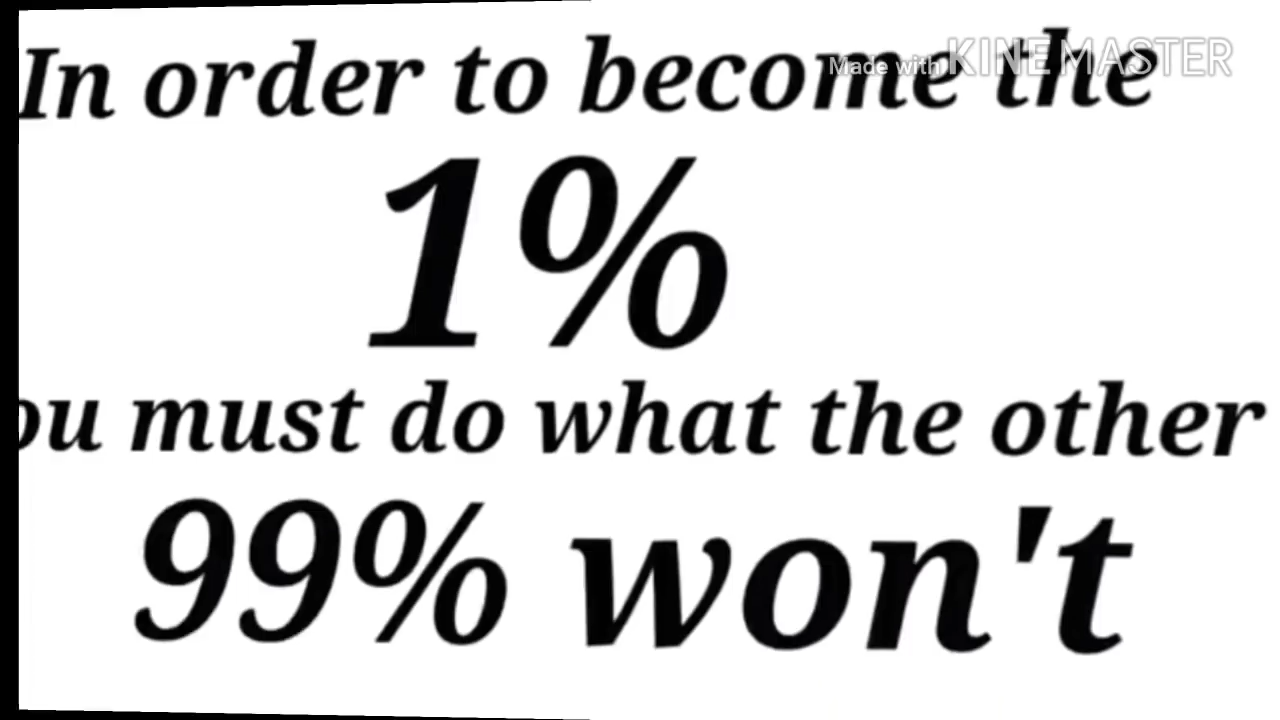 In order to become the
Made with KINEMASTER
1%
ou must do what the other
99% won't